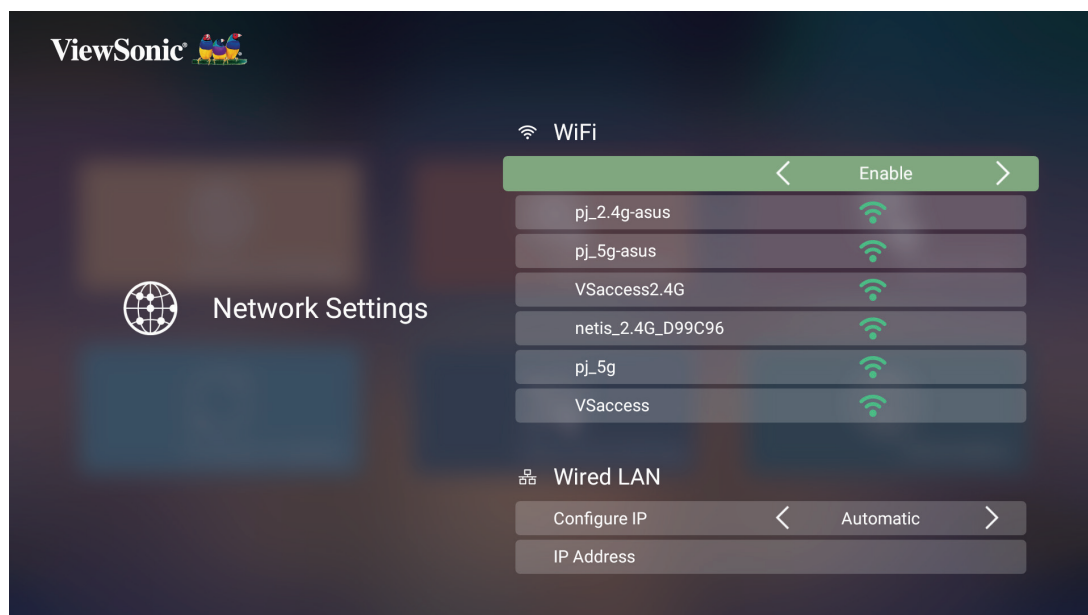 ViewSonic®
WiFi
Enable
pj_2.4g-asus
pj_5g-asus
VSaccess2.4G
Network Settings
netis_2.4G_D99C96
pj_5g
VSaccess
Wired LAN
Configure IP Automatic
IP Address